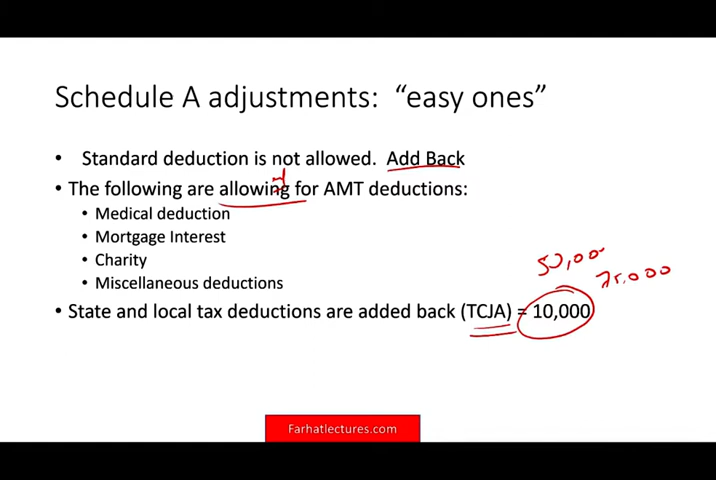 Schedule A adjustments: “easy ones”
• Standard deduction is not allowed. Add Back
• The following are allowing for AMT deductions:
• Medical deduction
• Mortgage Interest
• Charity
• Miscellaneous deductions
50,00
75,000
• State and local tax deductions are added back (TCJA) = 10,000
Farhatlectures.com